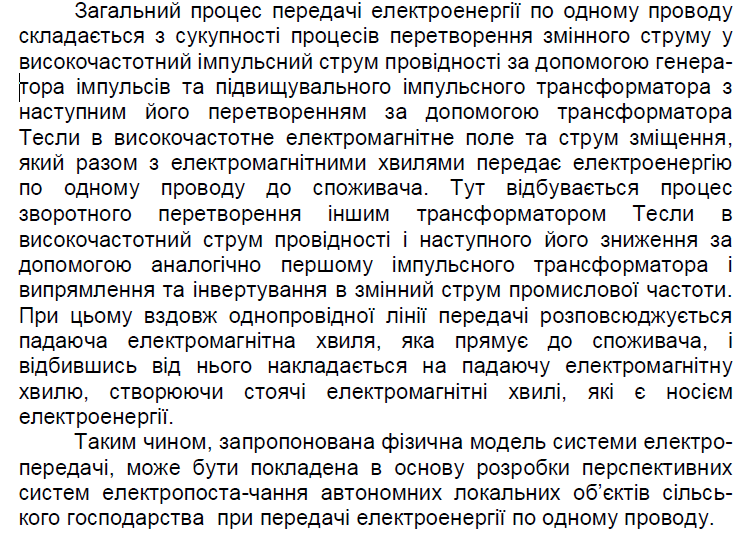 Загальний процес передачі електроенергії по одному проводу
складається з сукупності процесів перетворення змінного струму у
високочастотний імпульсний струм провідності за допомогою генера-
тора імпульсів та підвищувального імпульсного трансформатора з
наступним його перетворенням за допомогою трансформатора
Тесли в високочастотне електромагнітне поле та струм зміщення,
який разом з електромагнітними хвилями передає електроенергію
по одному проводу до споживача. Тут відбувається процес
зворотного перетворення іншим трансформатором Тесли в
високочастотний струм провідності і наступного його зниження за
допомогою аналогічно першому імпульсного трансформатора і
випрямлення та інвертування в змінний струм промислової частоти.
При цьому вздовж однопровідної лінії передачі розповсюджується
падаюча електромагнітна хвиля, яка прямує до споживача, і
відбившись від нього накладається на падаючу електромагнітну
хвилю, створюючи стоячі електромагнітні хвилі, які є носієм
електроенергії.
Таким чином, запропонована фізична модель системи електро-
передачі, може бути покладена в основу розробки перспективних
систем електропоста-чання автономних локальних об’єктів сільсь-
кого господарства при передачі електроенергії по одному проводу.